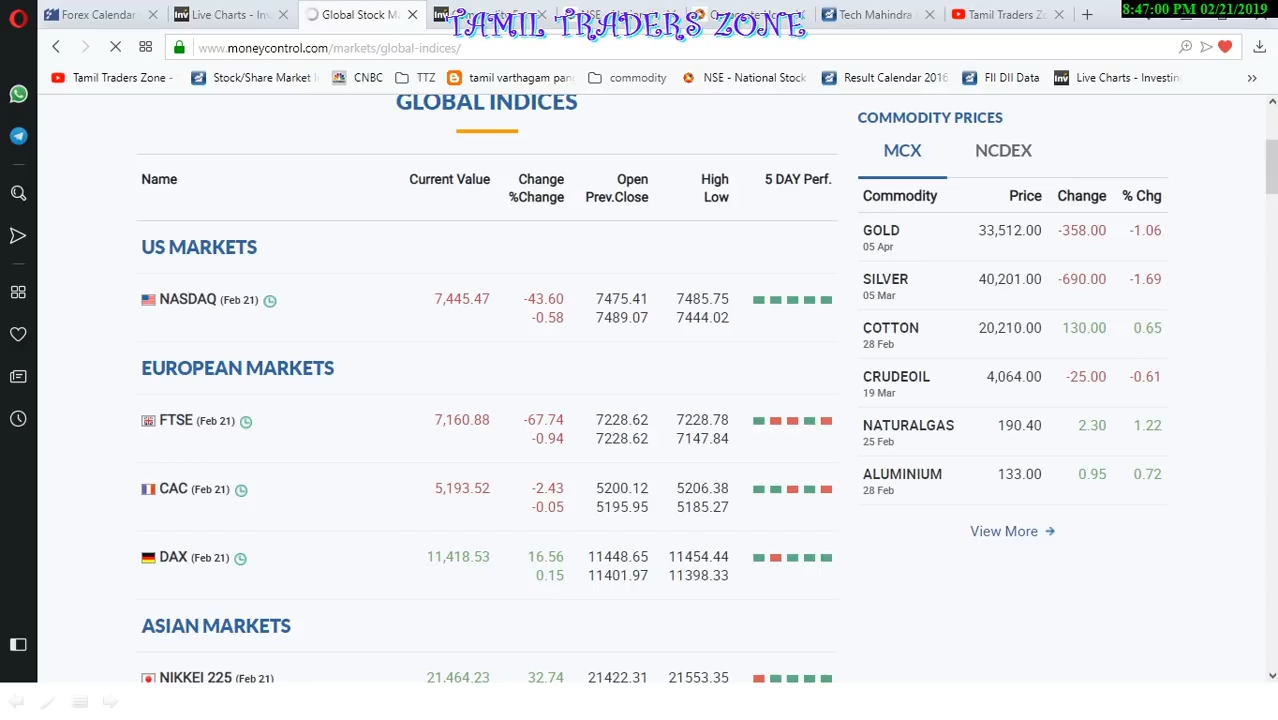 Forex Calendar
Live Charts - Inv
Global Stock M
TAMIL TRADERS ZONE
Tech Mahindra
Tamil Traders Zo
8:47:00 PM 02/21/2019
www.moneycontrol.com/markets/global-indices/
Tamil Traders Zone -
Stock/Share Market I
CNBC
TTZ
tamil varthagam pan
commodity
NSE - National Stock
Result Calendar 2016
FII DII Data
Live Charts - Investin
GLOBAL INDICES
Name
Current Value
Change
%Change
Open
Prev.Close
High
Low
5 DAY Perf.
US MARKETS
NASDAQ (Feb 21)
7,445.47 -43.60 7475.41 7485.75
-0.58 7489.07 7444.02
EUROPEAN MARKETS
FTSE (Feb 21)
7,160.88 -67.74 7228.62 7228.78
-0.94 7228.62 7147.84
CAC (Feb 21)
5,193.52 -2.43 5200.12 5206.38
-0.05 5195.95 5185.27
DAX (Feb 21)
11,418.53 16.56 11448.65 11454.44
0.15 11401.97 11398.33
ASIAN MARKETS
NIKKEI 225 (Feb 21)
21,464.23 32.74 21422.31 21553.35
COMMODITY PRICES
MCX NCDEX
Commodity Price Change % Chg
GOLD 33,512.00 -358.00 -1.06
05 Apr
SILVER 40,201.00 -690.00 -1.69
05 Mar
COTTON 20,210.00 130.00 0.65
28 Feb
CRUDEOIL 4,064.00 -25.00 -0.61
19 Mar
NATURALGAS 190.40 2.30 1.22
25 Feb
ALUMINIUM 133.00 0.95 0.72
28 Feb
View More